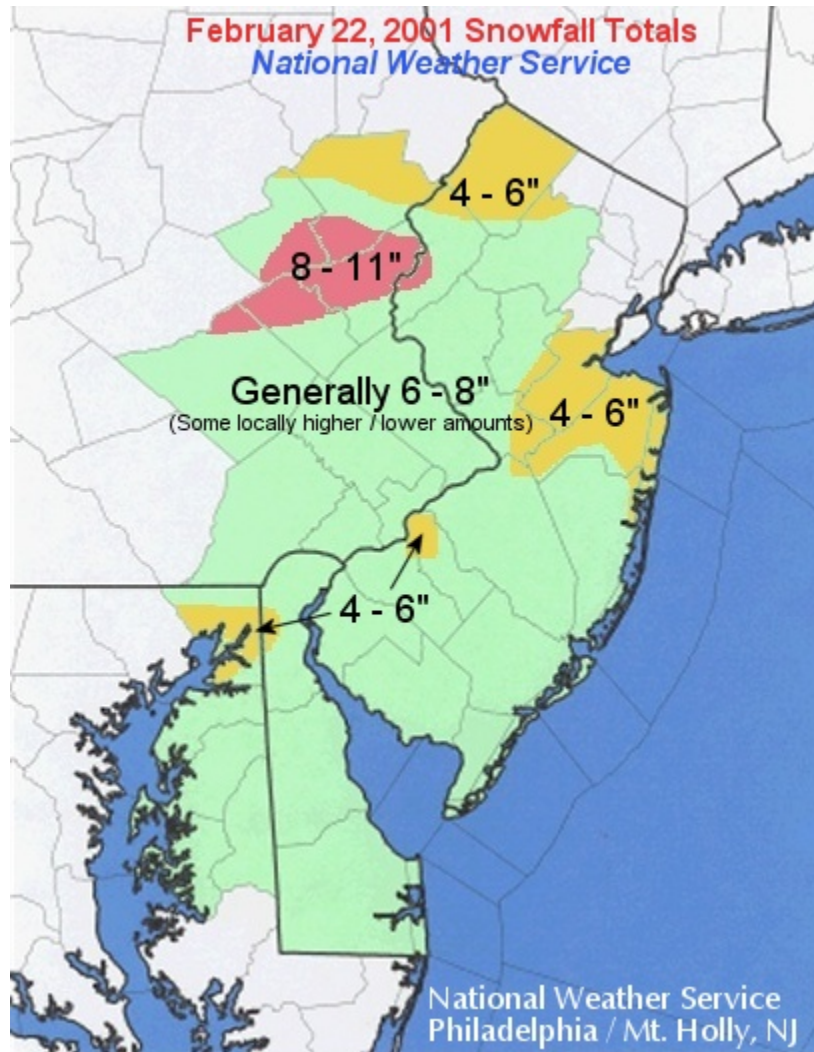 February 22, 2001 Snowfall Totals
National Weather Service
4 - 6"
8 - 11"
Generally 6 - 8"
(Some locally higher / lower amounts)
4 - 6"
4 - 6"
National Weather Service
Philadelphia / Mt. Holly, NJ